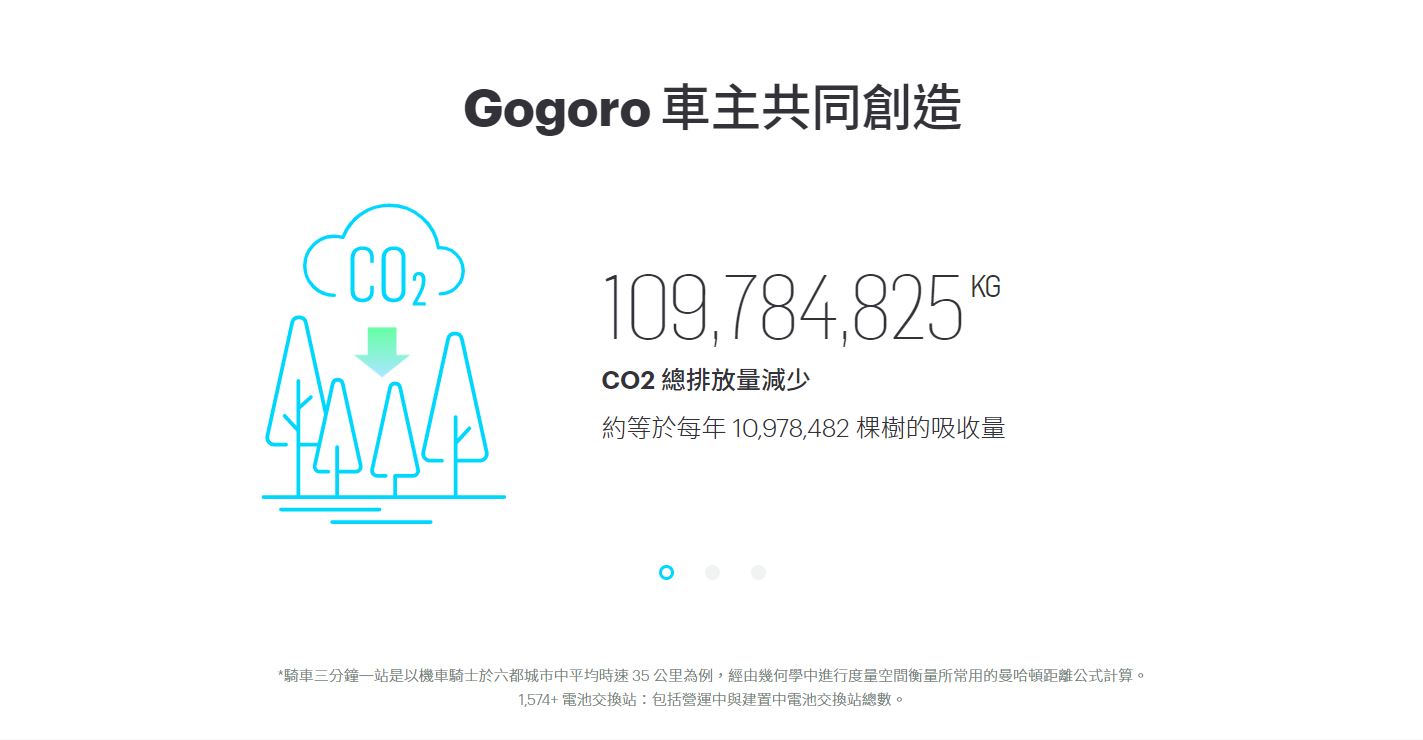 Gogoro 車主共同創造
CO2
109,784,825 KG
CO2 總排放量減少
約等於每年 10,978,482 棵樹的吸收量
*騎車三分鐘一站是以機車騎士於六都城市中平均時速 35 公里為例，經由幾何學中進行度量空間衡量所常用的曼哈頓距離公式計算。
1,574+ 電池交換站：包括營運中與建置中電池交換站總數。